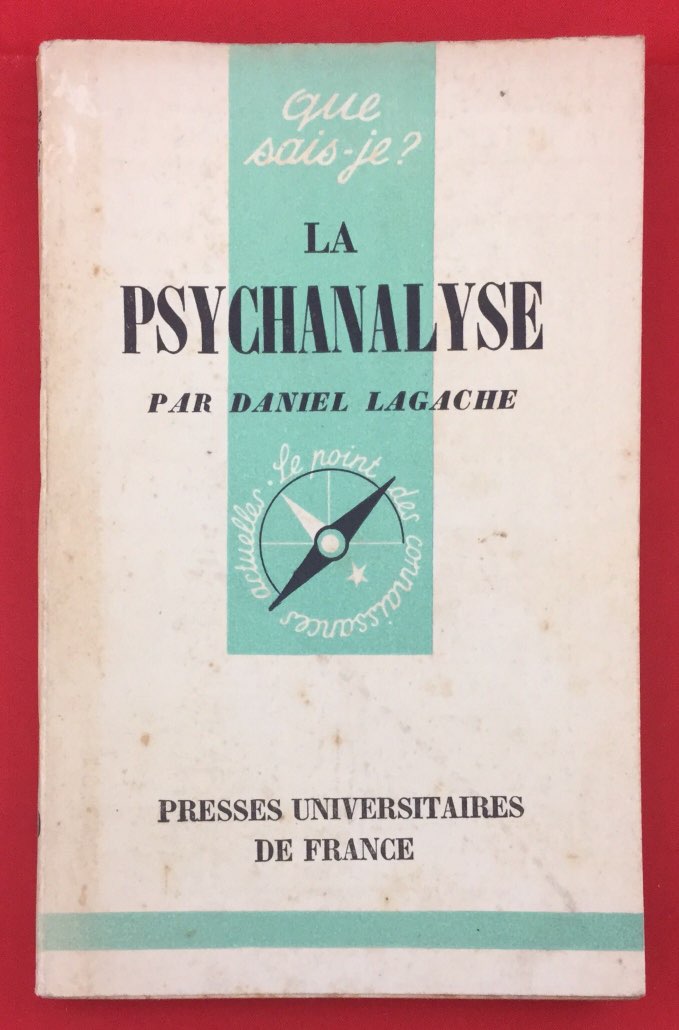 que
sais-je?
LA
PSYCHANALYSE
PAR DANIEL LAGACHE
Le point des connaissances actuelles.
PRESSES UNIVERSITAIRES
DE FRANCE